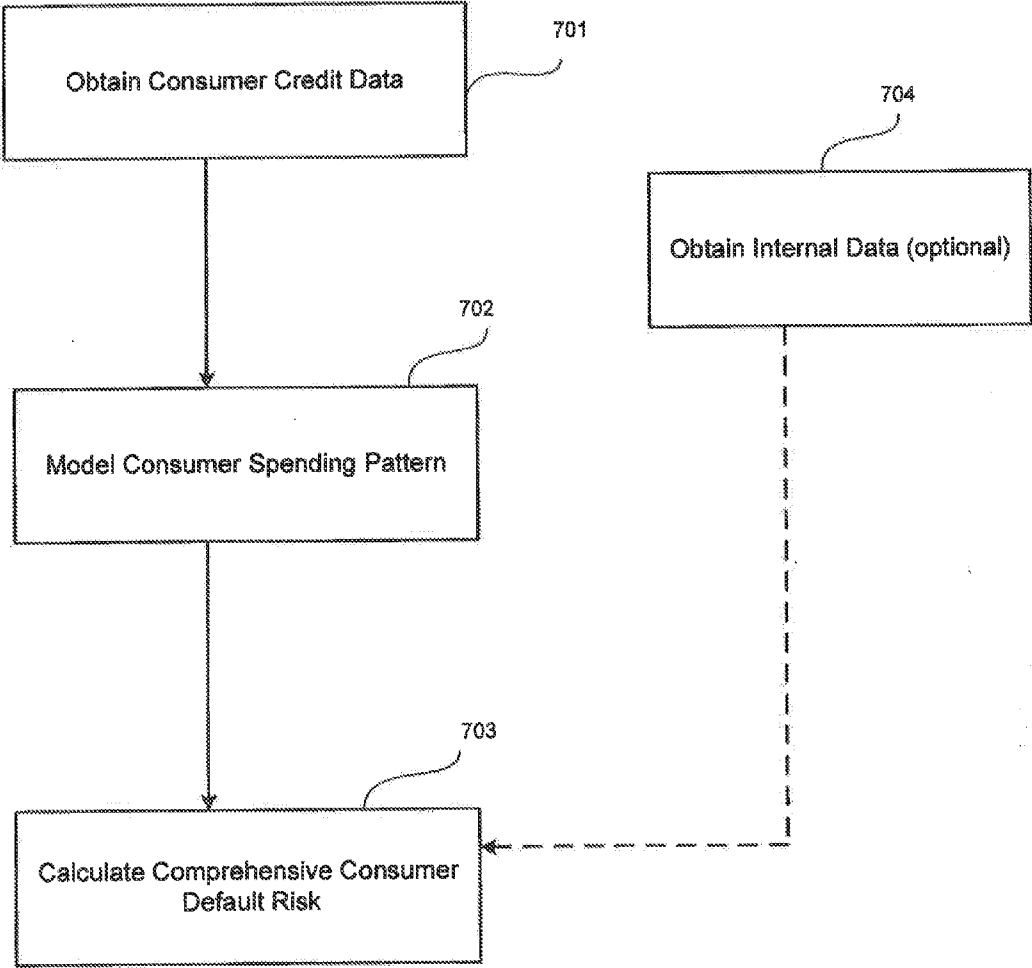 701
Obtain Consumer Credit Data
704
Obtain Internal Data (optional)
702
Model Consumer Spending Pattern
703
Calculate Comprehensive Consumer
Default Risk